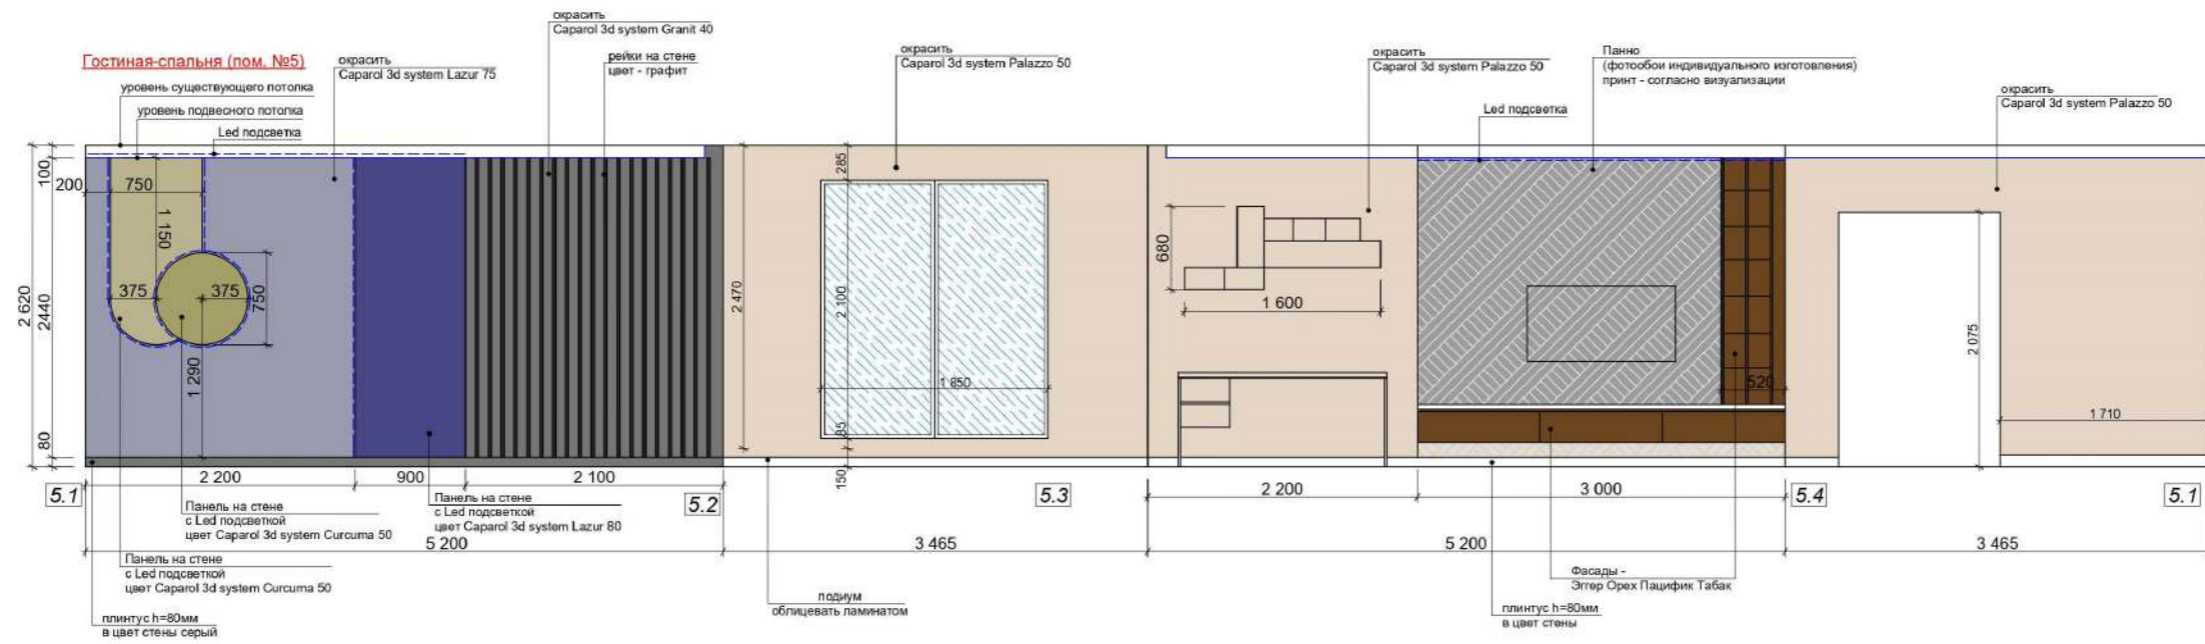 окрасить
Caparol 3d system Granit 40
Гостиная-спальня (пом. №5)
окрасить
Caparol 3d system Lazur 75
рейки на стене
цвет - графит
окрасить
Caparol 3d system Palazzo 50
окрасить
Caparol 3d system Palazzo 50
Панно
(фотообои индивидуального изготовления)
принт - согласно визуализации
окрасить
Caparol 3d system Palazzo 50
уровень существующего потолка
уровень подвесного потолка
Led подсветка
Led подсветка
100
200
750
1 150
375
375
750
2 620
2440
1 290
80
285
2 470
2 100
1 850
85
150
680
1 600
520
2 075
1 710
2 200
900
2 100
2 200
3 000
5.1
5.2
5.3
5.4
5.1
Панель на стене
с Led подсветкой
цвет Caparol 3d system Curcuma 50
Панель на стене
с Led подсветкой
цвет Caparol 3d system Lazur 80
5 200
3 465
5 200
3 465
Панель на стене
с Led подсветкой
цвет Caparol 3d system Curcuma 50
подиум
облицевать ламинатом
Фасады -
Эггер Орех Пацифик Табак
плинтус h=80мм
в цвет стены
плинтус h=80мм
в цвет стены серый